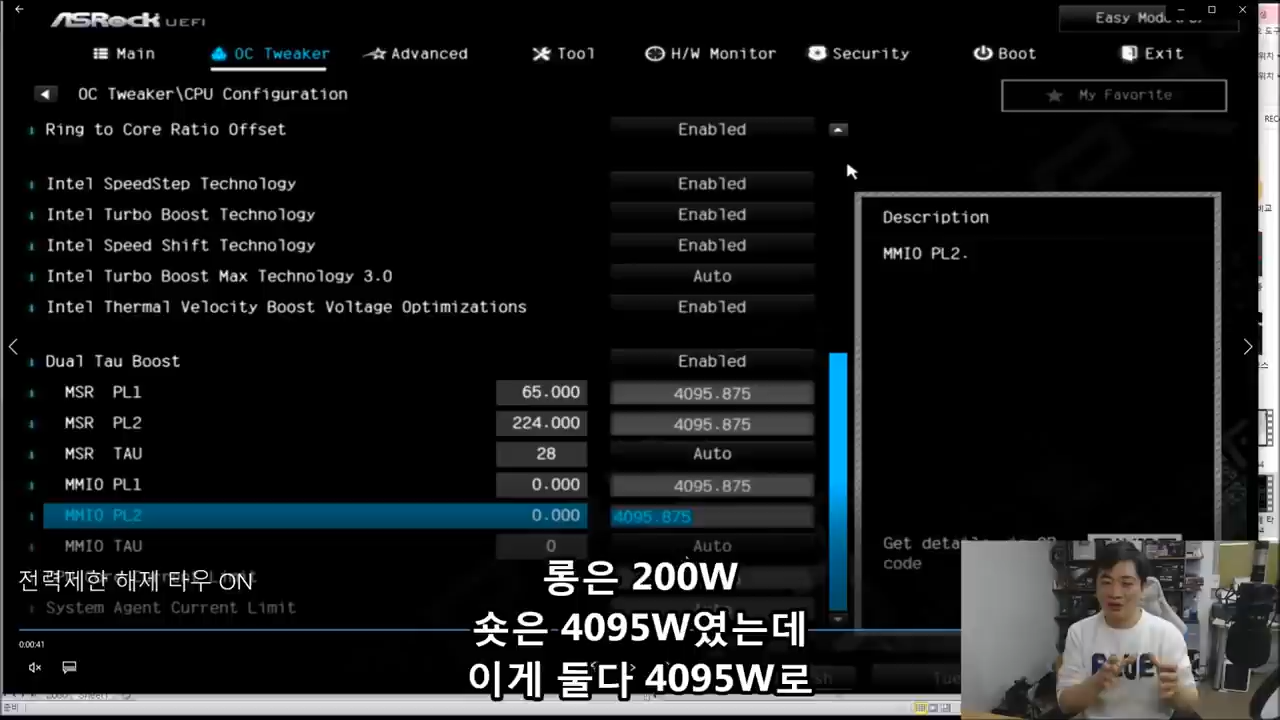 ASRock UEFI
Easy Mode
Main
OC Tweaker
Advanced
Tool
H/W Monitor
Security
Boot
Exit
OC Tweaker\CPU Configuration
My Favorite
Ring to Core Ratio Offset Enabled
Intel SpeedStep Technology Enabled
Intel Turbo Boost Technology Enabled
Intel Speed Shift Technology Enabled
Intel Turbo Boost Max Technology 3.0 Auto
Intel Thermal Velocity Boost Voltage Optimizations Enabled
Dual Tau Boost Enabled
MSR PL1 65.000 4095.875
MSR PL2 224.000 4095.875
MSR TAU 28 Auto
MMIO PL1 0.000 4095.875
MMIO PL2 0.000 4095.875
MMIO TAU 0 Auto
System Agent Current Limit
Description
MMIO PL2.
Get
code
전력제한 해제 타우 ON
0:00:41
롱은 200W
숏은 4095W였는데
이게 둘다 4095W로
준비